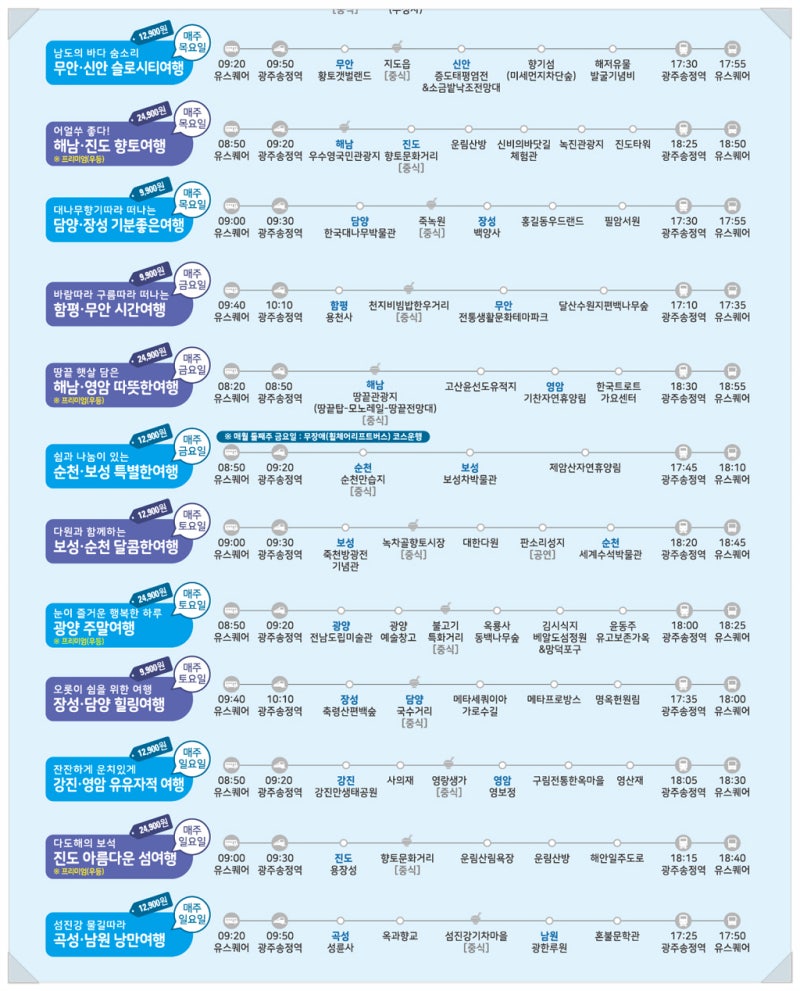 [중식]
12,900원
매주
목요일
남도의 바다 숨소리
무안·신안 슬로시티여행
09:20
유스퀘어
09:50
광주송정역
무안
황토갯벌랜드
지도읍
[중식]
신안
증도태평염전
&소금밭낙조전망대
향기섬
(미세먼지차단숲)
해저유물
발굴기념비
17:30
광주송정역
17:55
유스퀘어
24,900원
매주
목요일
어얼쑤 좋다!
해남·진도 향토여행
※ 프리미엄(우등)
08:50
유스퀘어
09:20
광주송정역
해남
우수영국민관광지
진도
향토문화거리
[중식]
운림산방
신비의바닷길
체험관
녹진관광지
진도타워
18:25
광주송정역
18:50
유스퀘어
9,900원
매주
목요일
대나무향기따라 떠나는
담양·장성 기분좋은여행
09:00
유스퀘어
09:30
광주송정역
담양
한국대나무박물관
죽녹원
[중식]
장성
백양사
홍길동우드랜드
필암서원
17:30
광주송정역
17:55
유스퀘어
9,900원
매주
금요일
바람따라 구름따라 떠나는
함평·무안 시간여행
09:40
유스퀘어
10:10
광주송정역
함평
용천사
천지비빔밥한우거리
[중식]
무안
전통생활문화테마파크
달산수원지편백나무숲
17:10
광주송정역
17:35
유스퀘어
24,900원
매주
금요일
땅끝 햇살 담은
해남·영암 따뜻한여행
※ 프리미엄(우등)
08:20
유스퀘어
08:50
광주송정역
해남
땅끝관광지
(땅끝탑-모노레일-땅끝전망대)
[중식]
고산윤선도유적지
영암
기찬자연휴양림
한국트로트
가요센터
18:30
광주송정역
18:55
유스퀘어
12,900원
매주
금요일
쉼과 나눔이 있는
순천·보성 특별한여행
※ 매월 둘째주 금요일 : 무장애(휠체어리프트버스) 코스운행
08:50
유스퀘어
09:20
광주송정역
순천
순천만습지
[중식]
보성
보성차박물관
제암산자연휴양림
17:45
광주송정역
18:10
유스퀘어
12,900원
매주
토요일
다원과 함께하는
보성·순천 달콤한여행
09:00
유스퀘어
09:30
광주송정역
보성
죽천방광전
기념관
녹차골향토시장
[중식]
대한다원
판소리성지
[공연]
순천
세계수석박물관
18:20
광주송정역
18:45
유스퀘어
24,900원
매주
토요일
눈이 즐거운 행복한 하루
광양 주말여행
※ 프리미엄(우등)
08:50
유스퀘어
09:20
광주송정역
광양
전남도립미술관
광양
예술창고
불고기
특화거리
[중식]
옥룡사
동백나무숲
김시식지
베알도섬정원
&망덕포구
윤동주
유고보존가옥
18:00
광주송정역
18:25
유스퀘어
9,900원
매주
토요일
오롯이 쉼을 위한 여행
장성·담양 힐링여행
09:40
유스퀘어
10:10
광주송정역
장성
축령산편백숲
담양
국수거리
[중식]
메타세쿼이아
가로수길
메타프로방스
명옥헌원림
17:35
광주송정역
18:00
유스퀘어
12,900원
매주
일요일
잔잔하게 운치있게
강진·영암 유유자적 여행
08:50
유스퀘어
09:20
광주송정역
강진
강진만생태공원
사의재
영랑생가
[중식]
영암
영보정
구림전통한옥마을
영산재
18:05
광주송정역
18:30
유스퀘어
24,900원
매주
일요일
다도해의 보석
진도 아름다운 섬여행
※ 프리미엄(우등)
09:00
유스퀘어
09:30
광주송정역
진도
용장성
향토문화거리
[중식]
운림산림욕장
운림산방
해안일주도로
18:15
광주송정역
18:40
유스퀘어
12,900원
매주
일요일
섬진강 물길따라
곡성·남원 낭만여행
09:20
유스퀘어
09:50
광주송정역
곡성
성륜사
옥과향교
섬진강기차마을
[중식]
남원
광한루원
혼불문학관
17:25
광주송정역
17:50
유스퀘어